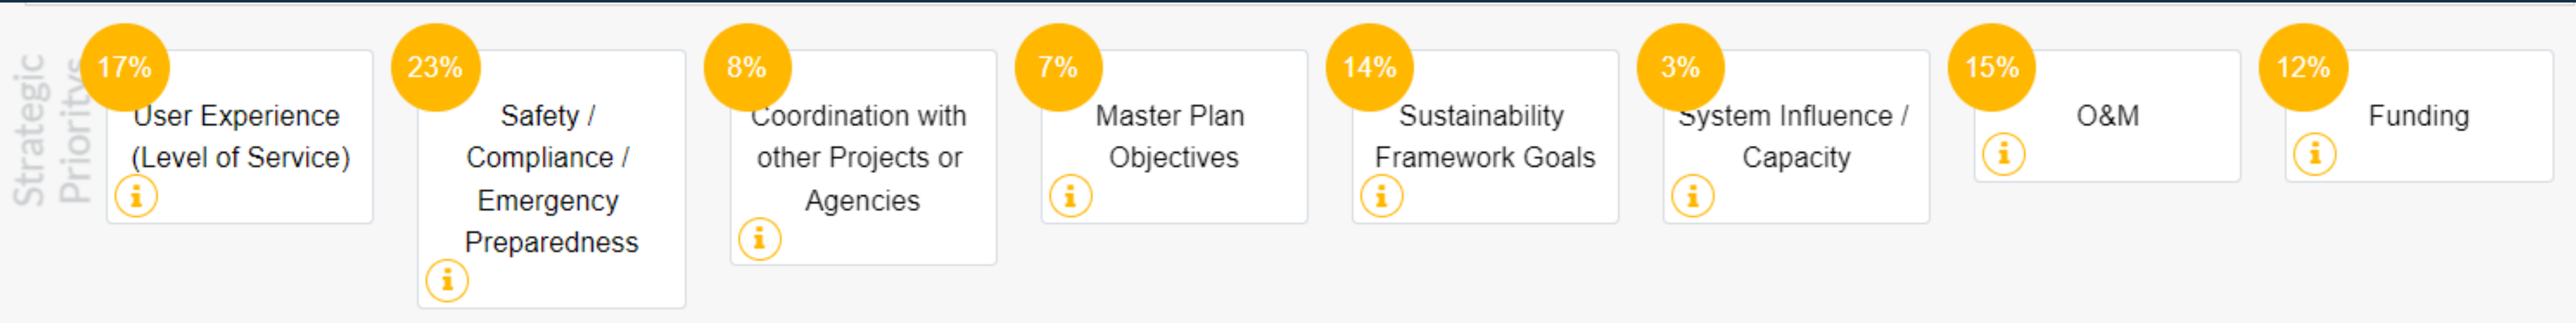 Strategic
Prioritys
17%
User Experience
(Level of Service)
23%
Safety /
Compliance /
Emergency
Preparedness
8%
Coordination with
other Projects or
Agencies
7%
Master Plan
Objectives
14%
Sustainability
Framework Goals
3%
System Influence /
Capacity
15%
O&M
12%
Funding